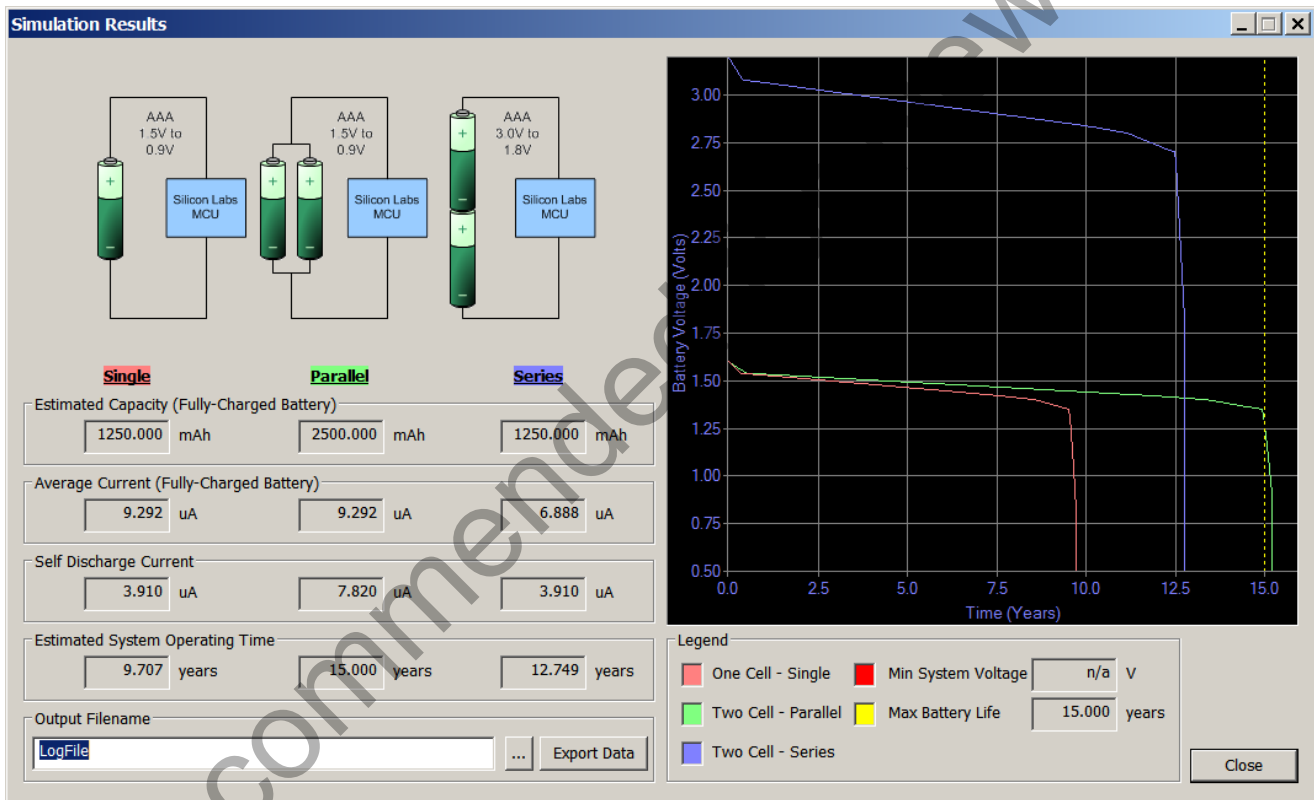 Simulation Results
AAA
1.5V to
0.9V
Silicon Labs
MCU
AAA
1.5V to
0.9V
Silicon Labs
MCU
AAA
3.0V to
1.8V
Silicon Labs
MCU
+
−
+
−
+
−
+
−
+
−
Single
Parallel
Series
Estimated Capacity (Fully-Charged Battery)
1250.000 mAh 2500.000 mAh 1250.000 mAh
Average Current (Fully-Charged Battery)
9.292 uA 9.292 uA 6.888 uA
Self Discharge Current
3.910 uA 7.820 uA 3.910 uA
Estimated System Operating Time
9.707 years 15.000 years 12.749 years
Output Filename
LogFile ... Export Data
Battery Voltage (Volts)
3.00
2.75
2.50
2.25
2.00
1.75
1.50
1.25
1.00
0.75
0.50
0.0 2.5 5.0 7.5 10.0 12.5 15.0
Time (Years)
Legend
One Cell - Single Min System Voltage n/a V
Two Cell - Parallel Max Battery Life 15.000 years
Two Cell - Series
Close
commended
ew